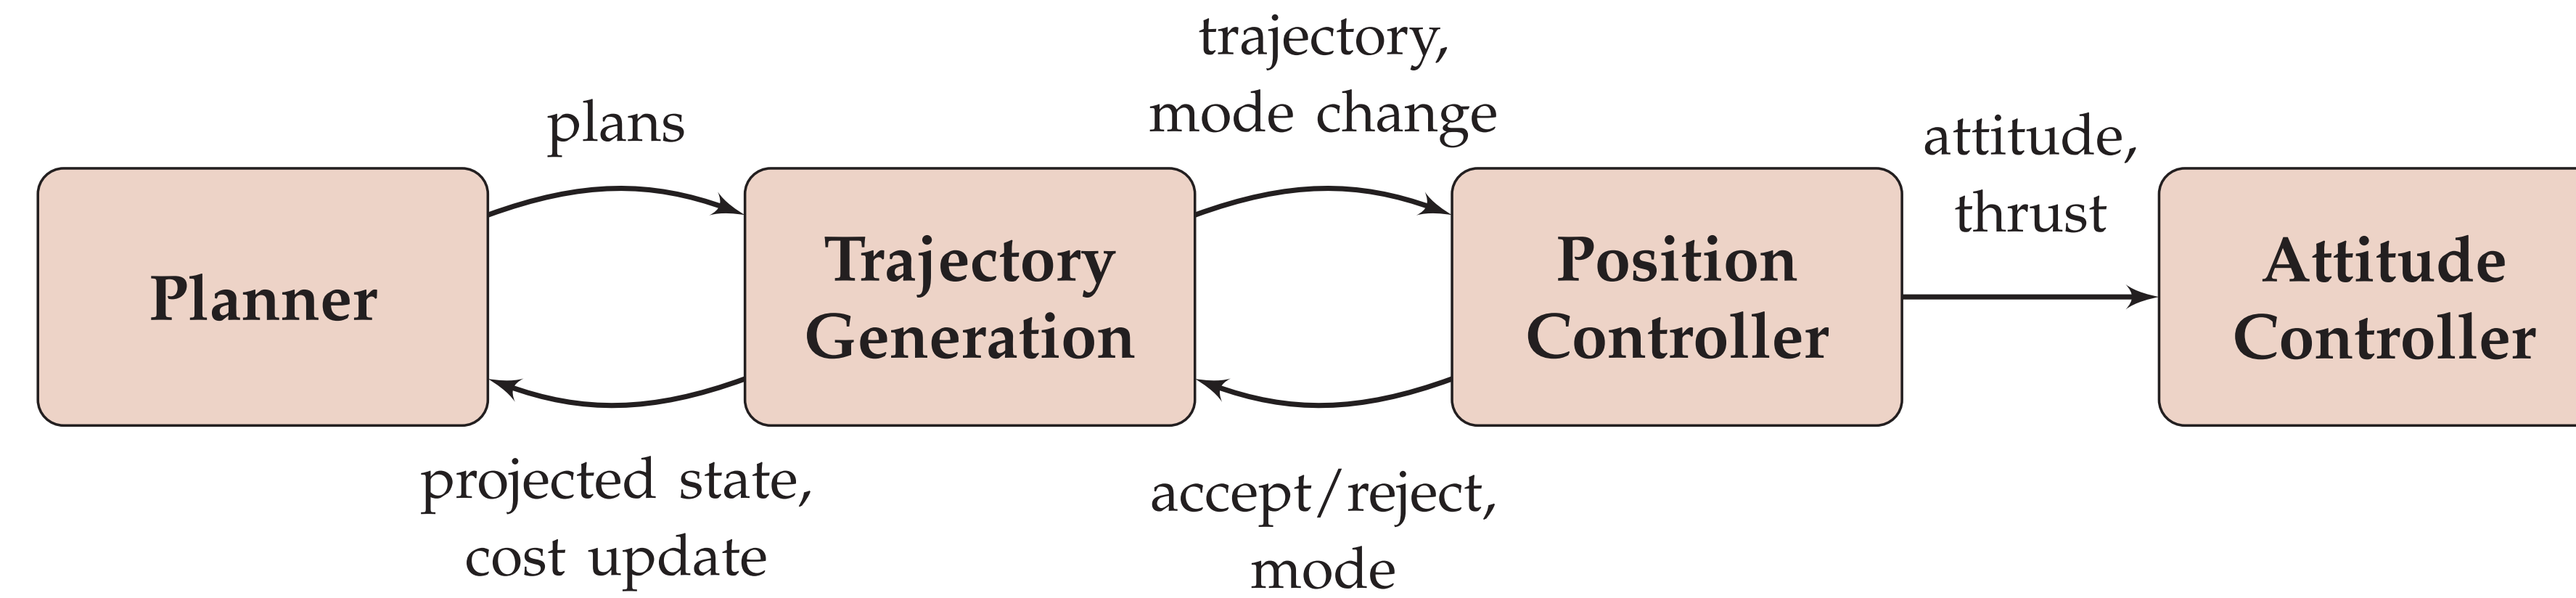 plans
trajectory,
mode change
attitude,
thrust
Planner
Trajectory
Generation
Position
Controller
Attitude
Controller
projected state,
cost update
accept/reject,
mode